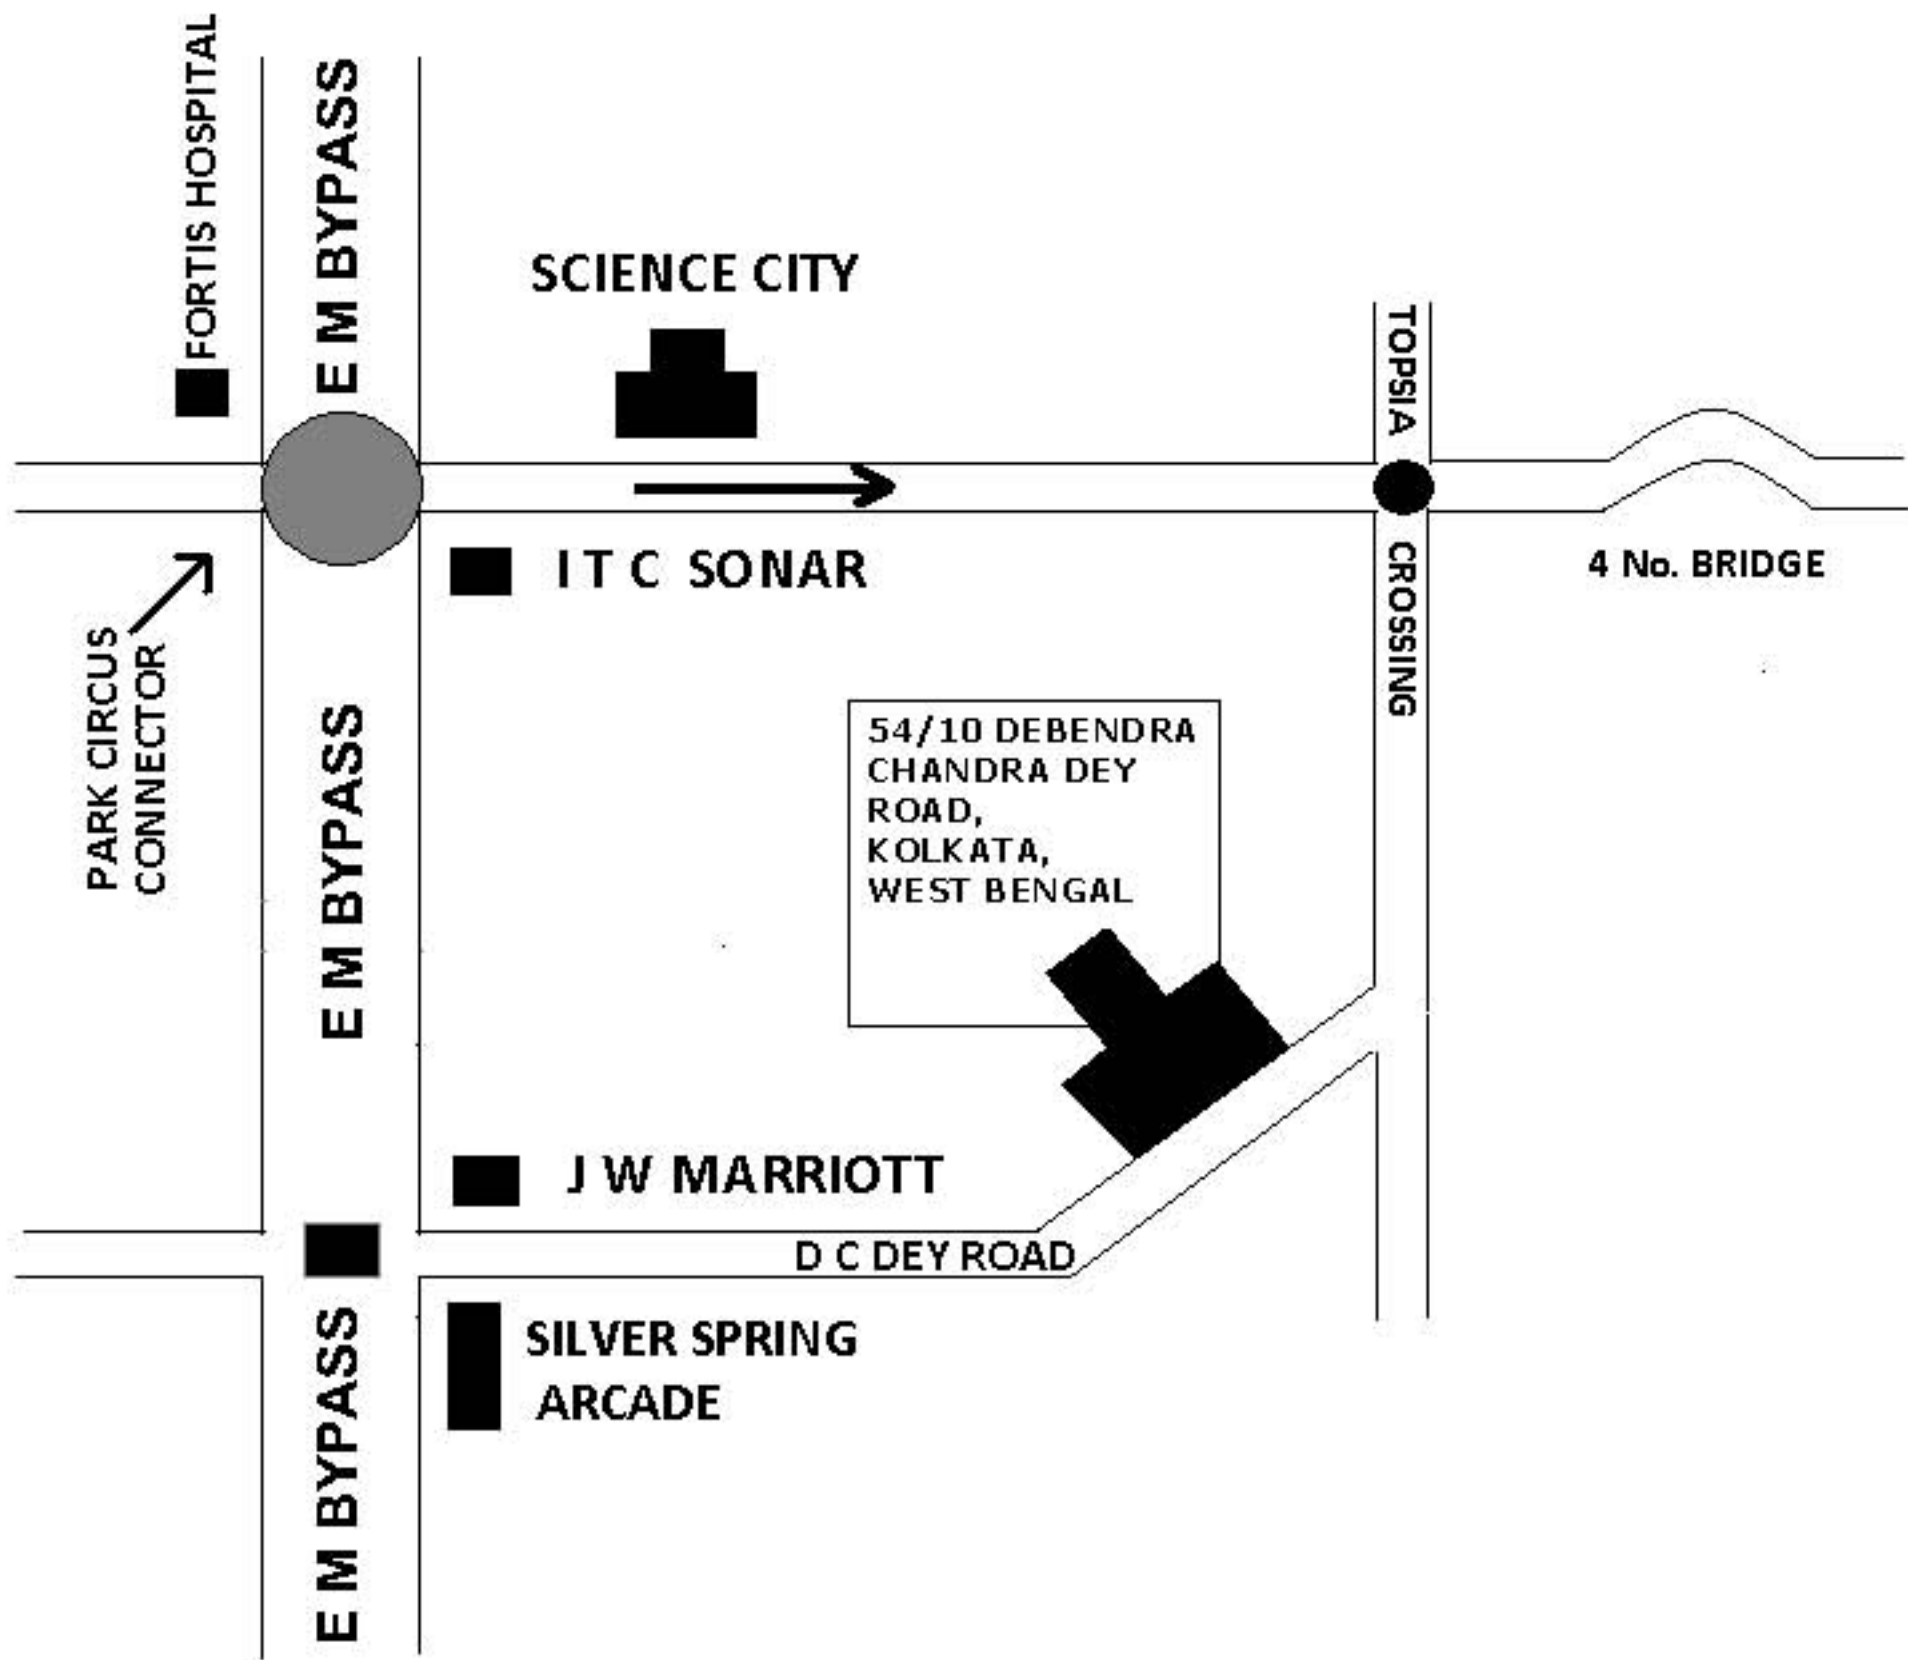 FORTIS HOSPITAL
E M BYPASS
SCIENCE CITY
TOPSIA
CROSSING
I T C SONAR
4 No. BRIDGE
PARK CIRCUS
CONNECTOR
E M BYPASS
54/10 DEBENDRA
CHANDRA DEY
ROAD,
KOLKATA,
WEST BENGAL
J W MARRIOTT
D C DEY ROAD
SILVER SPRING
ARCADE
E M BYPASS